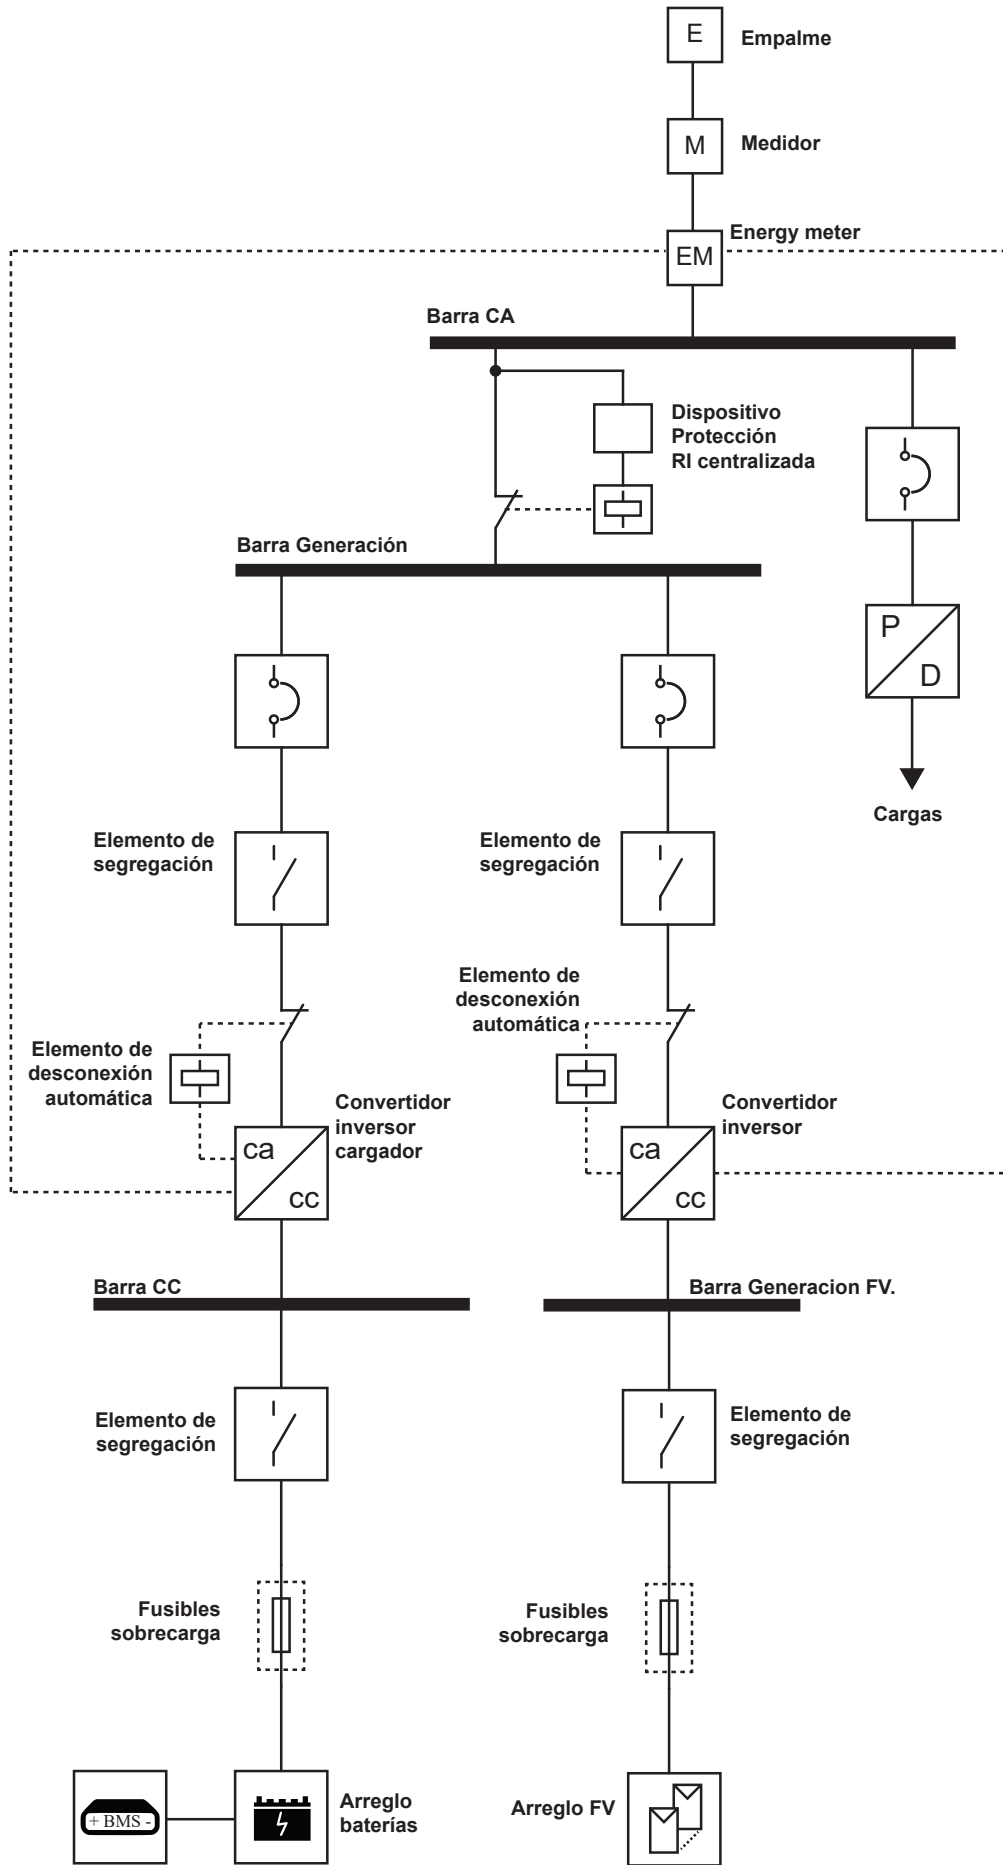 E
Empalme
M
Medidor
Energy meter
EM
Barra CA
Dispositivo
Protección
RI centralizada
Barra Generación
P
D
Cargas
Elemento de
segregación
Elemento de
segregación
Elemento de
desconexión
automática
Elemento de
desconexión
automática
Convertidor
inversor
cargador
ca
cc
Convertidor
inversor
ca
cc
Barra CC
Barra Generacion FV.
Elemento de
segregación
Elemento de
segregación
Fusibles
sobrecarga
Fusibles
sobrecarga
+ BMS -
Arreglo
baterías
Arreglo FV